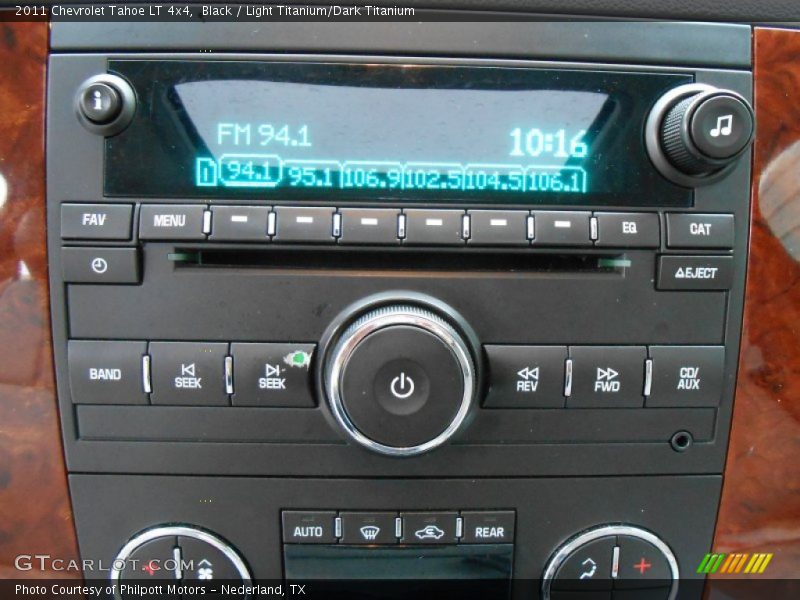 2011 Chevrolet Tahoe LT 4x4, Black / Light Titanium/Dark Titanium
i
FM 94.1 10:16
1 94.1 95.1 106.9 102.5 104.5 106.1
FAV MENU EQ CAT
EJECT
BAND SEEK SEEK REV FWD CD/AUX
AUTO REAR
GTCARLOT.COM
Photo Courtesy of Philpott Motors - Nederland, TX